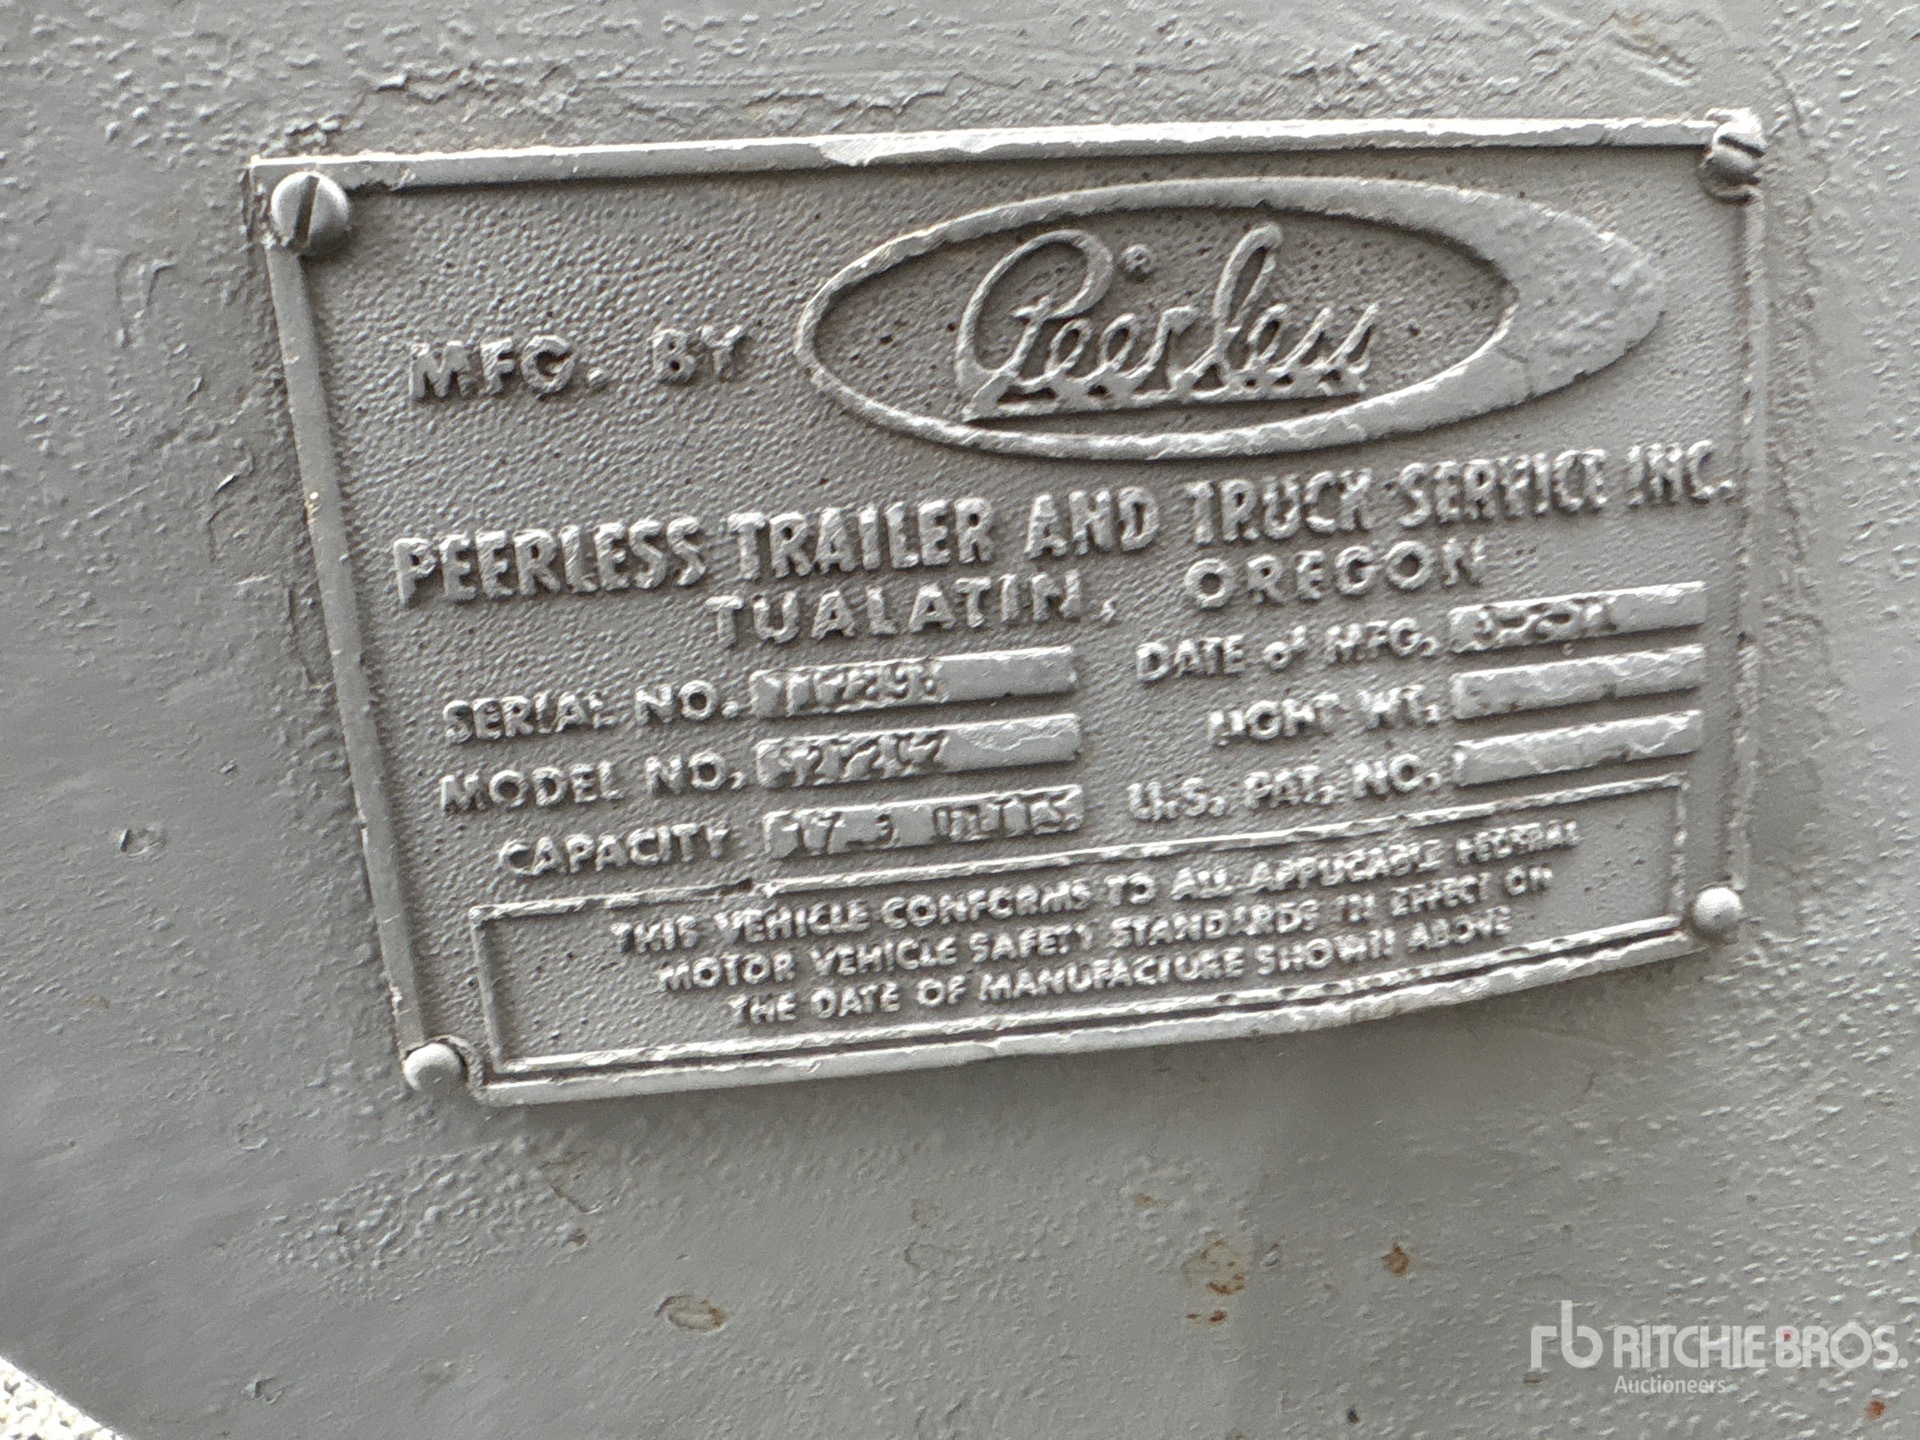 MFG. BY Peerless ®
PEERLESS TRAILER AND TRUCK SERVICE INC.
TUALATIN, OREGON
SERIAL NO. DATE of MFG.
MODEL NO. LIGHT WT.
CAPACITY U.S. PAT. NO.
THIS VEHICLE CONFORMS TO ALL APPLICABLE FEDERAL
MOTOR VEHICLE SAFETY STANDARDS IN EFFECT ON
THE DATE OF MANUFACTURE SHOWN ABOVE
rb RITCHIE BROS.
Auctioneers